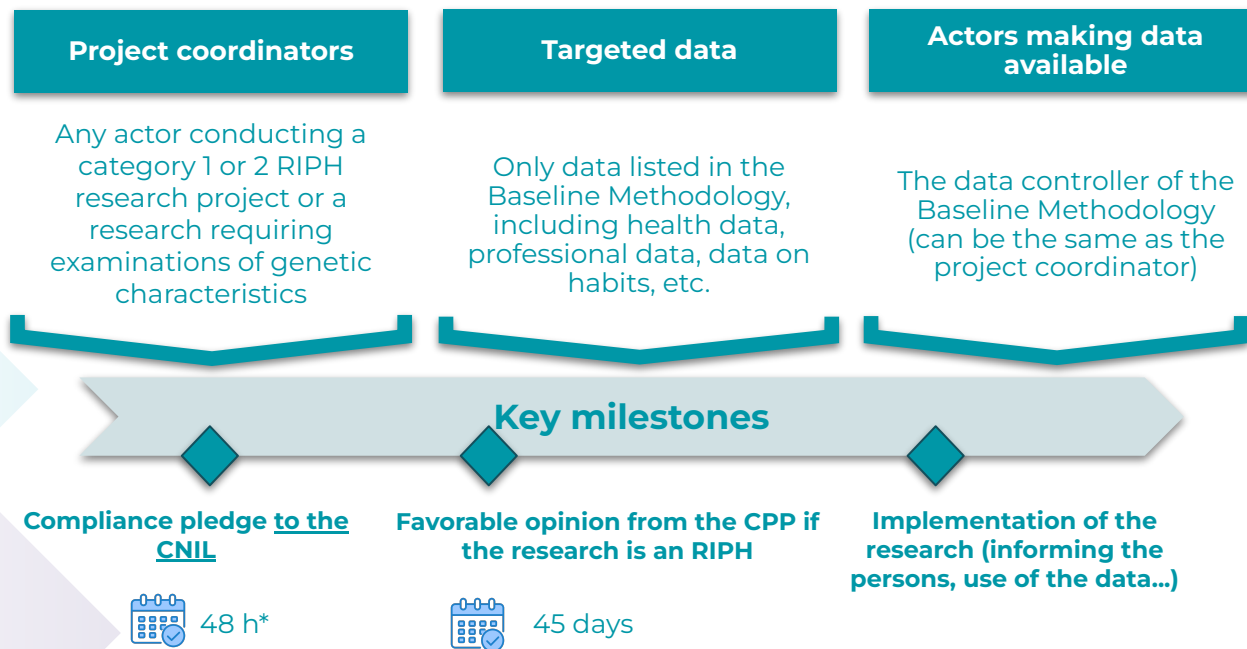 Project coordinators
Targeted data
Actors making data
available
Any actor conducting a
category 1 or 2 RIPH
research project or a
research requiring
examinations of genetic
characteristics
Only data listed in the
Baseline Methodology,
including health data,
professional data, data on
habits, etc.
The data controller of the
Baseline Methodology
(can be the same as the
project coordinator)
Key milestones
Compliance pledge to the
CNIL
48 h*
Favorable opinion from the CPP if
the research is an RIPH
45 days
Implementation of the
research (informing the
persons, use of the data...)